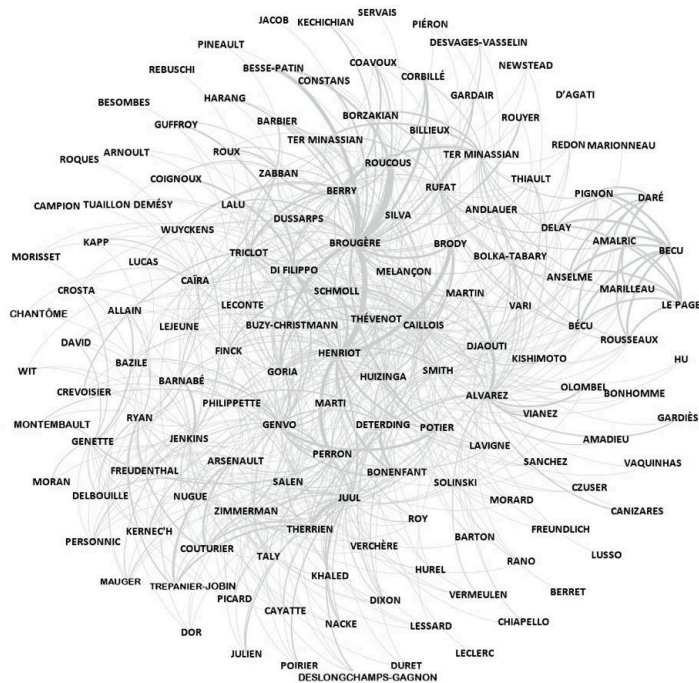 SERVAIS
JACOB KECHICHIAN
PIÉRON
PINEAULT
DESVAGES-VASSELIN
COAVOUX
REBUSCHI
BESSE-PATIN
NEWSTEAD
CONSTANS
CORBILLÉ
GARDAIR
D'AGATI
BESOMBES
HARANG
BORZAKIAN
ROUYER
GUFFROY
BARBIER
BILLIEUX
TER MINASSIAN
REDON MARIONNEAU
ROQUES ARNOULT
ROUX
ROUCOUS
TER MINASSIAN
COIGNOUX
ZABBAN
THIAULT
BERRY
RUFAT
PIGNON
DARÉ
CAMPION TUAILLON DEMÉSY
LALU
SILVA
ANDLAUER
DUSSARPS
WUYCKENS
DELAY
KAPP
BROUGÈRE
BRODY
AMALRIC
MORISSET
TRICLOT
BOLKA-TABARY
BECU
LUCAS
DI FILIPPO
MELANÇON
CAÏRA
ANSELME
CROSTA
SCHMOLL
MARTIN
MARILLEAU
CHANTÔME
ALLAIN
LECONTE
VARI
LE PAGE
LEJEUNE
BUZY-CHRISTMANN
THÉVENOT
CAILLOIS
BÉCU
DAVID
FINCK
HENRIOT
DJAOUTI
ROUSSEAUX
BAZILE
KISHIMOTO
HU
WIT
BARNABÉ
GORIA
HUIZINGA
SMITH
CREVOISIER
OLOMBEL
BONHOMME
PHILIPPETTE
MARTI
ALVAREZ
MONTEMBAULT
RYAN
GENVO
DETERDING
POTIER
VIANEZ
GARDIÈS
GENETTE
JENKINS
LAVIGNE
AMADIEU
ARSENAULT
PERRON
SANCHEZ
VAQUINHAS
MORAN
FREUDENTHAL
SALEN
BONENFANT
SOLINSKI
CZUSER
DELBOUILLE
NUGUE
JUUL
MORARD
CANIZARES
ZIMMERMAN
ROY
KERNEC'H
THERRIEN
BARTON
FREUNDLICH
PERSONNIC
COUTURIER
VERCHÈRE
LUSSO
TALY
RANO
MAUGER
TREPANIER-JOBIN
KHALED
HUREL
BERRET
PICARD
DIXON
VERMEULEN
CAYATTE
NACKE
LESSARD
CHIAPELLO
DOR
JULIEN
LECLERC
POIRIER
DURET
DESLONGCHAMPS-GAGNON